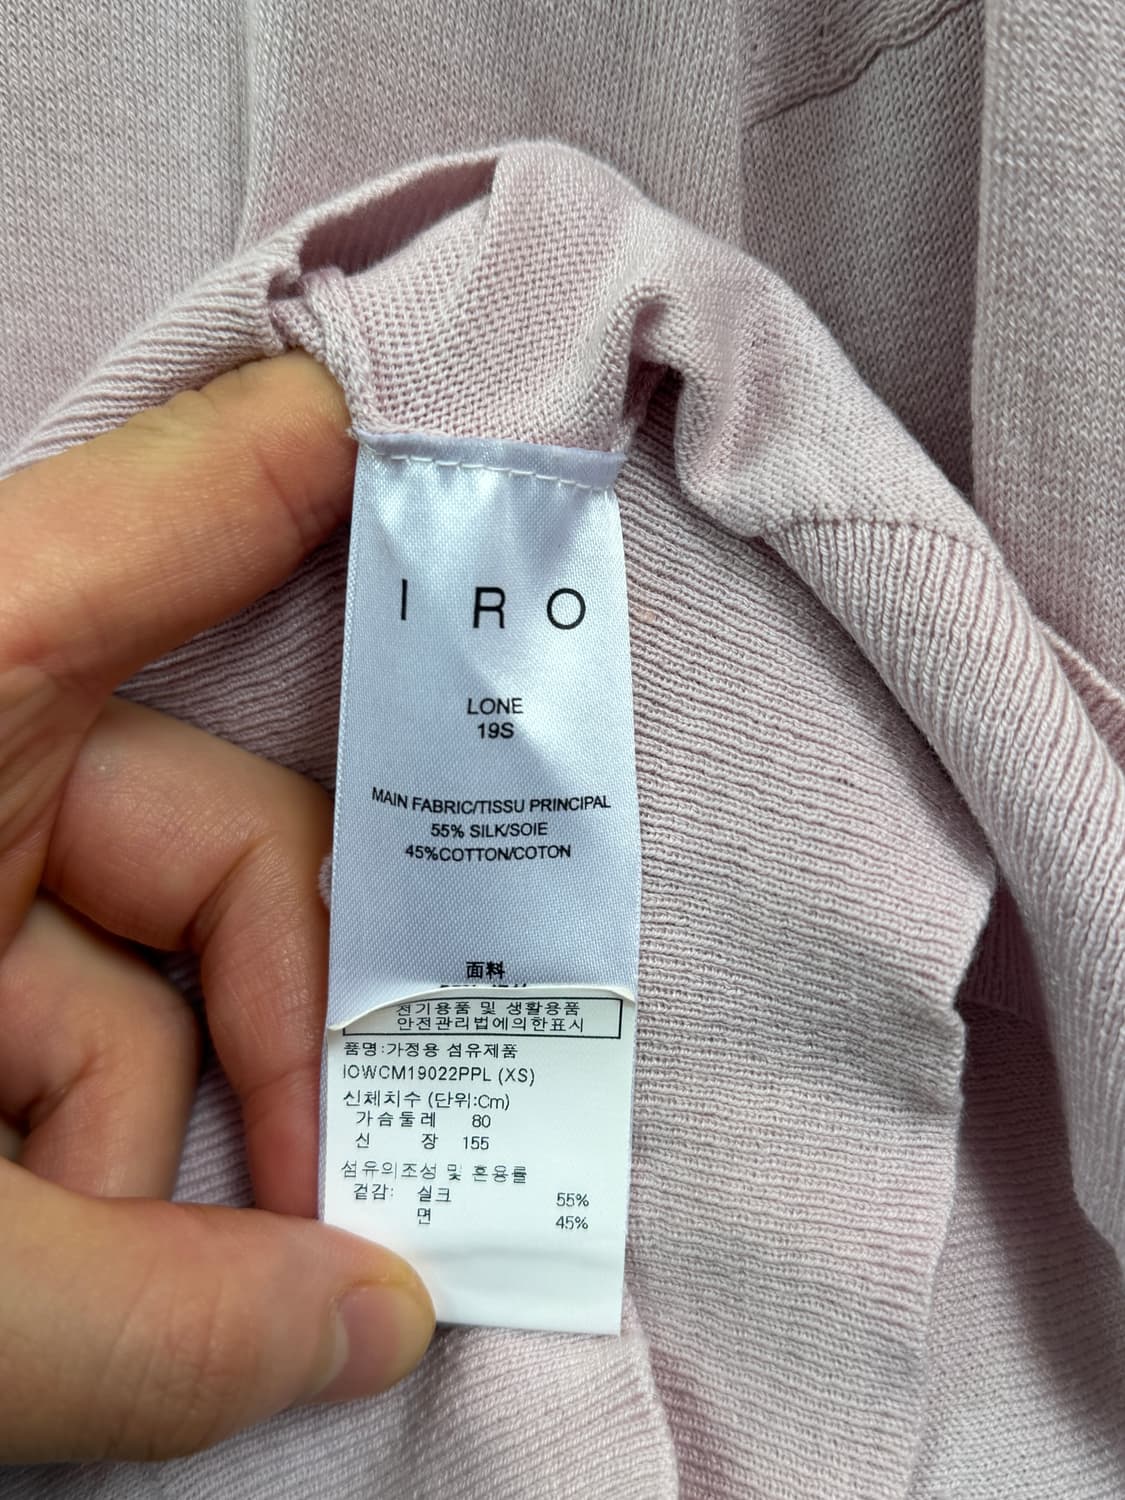 I R O
LONE
19S
MAIN FABRIC/TISSU PRINCIPAL
55% SILK/SOIE
45%COTTON/COTON
面料
전기용품 및 생활용품
안전관리법에의한표시
품명:가정용 섬유제품
IOWCM19022PPL (XS)
신체치수 (단위:Cm)
가슴둘레 80
신 장 155
섬유의조성 및 혼용률
겉감: 실크 55%
면 45%